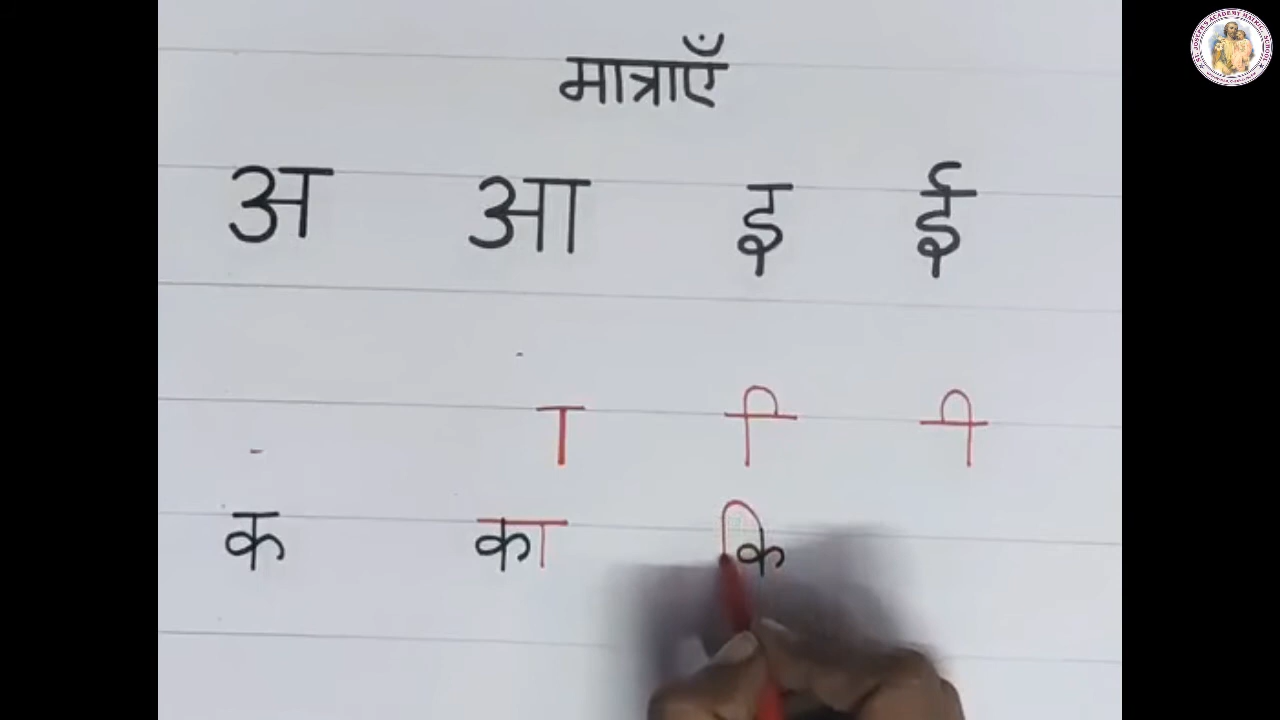 मात्राएँ
अ आ इ ई
ा ि ी
क का कि